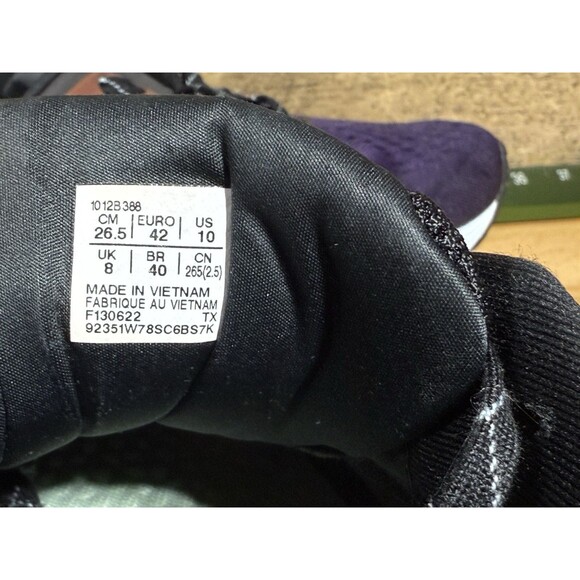 1012B388
CM EURO US
26.5 42 10
UK BR CN
8 40 265(2.5)
MADE IN VIETNAM
FABRIQUE AU VIETNAM
F130622 TX
92351W78SC6BS7K